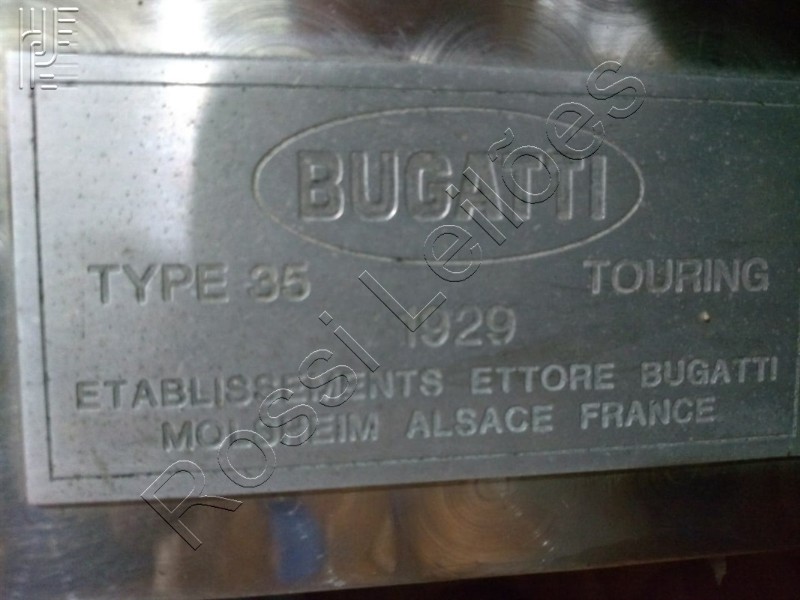 BUGATTI
TYPE 35 TOURING
1929
ETABLISSEMENTS ETTORE BUGATTI
MOLSHEIM ALSACE FRANCE
Rossi Leilões